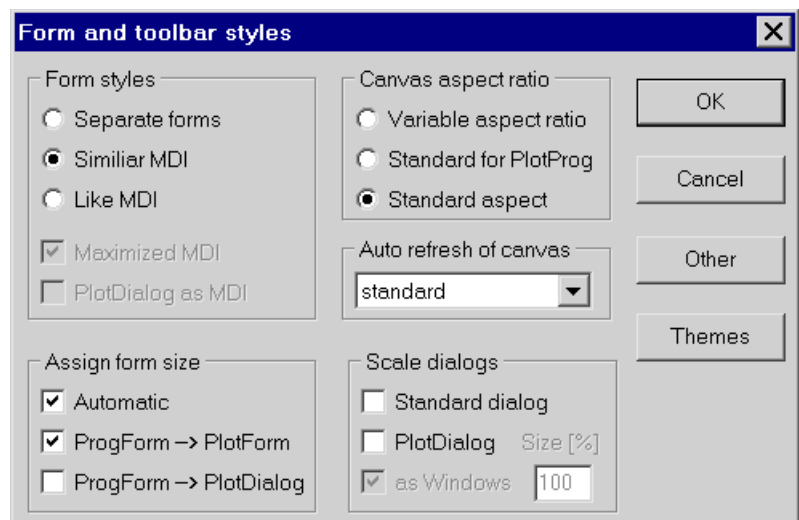 Form and toolbar styles
Form styles
Separate forms
Similiar MDI
Like MDI
Maximized MDI
PlotDialog as MDI
Canvas aspect ratio
Variable aspect ratio
Standard for PlotProg
Standard aspect
Auto refresh of canvas
standard
OK
Cancel
Other
Themes
Assign form size
Automatic
ProgForm –> PlotForm
ProgForm –> PlotDialog
Scale dialogs
Standard dialog
PlotDialog Size [%]
as Windows 100